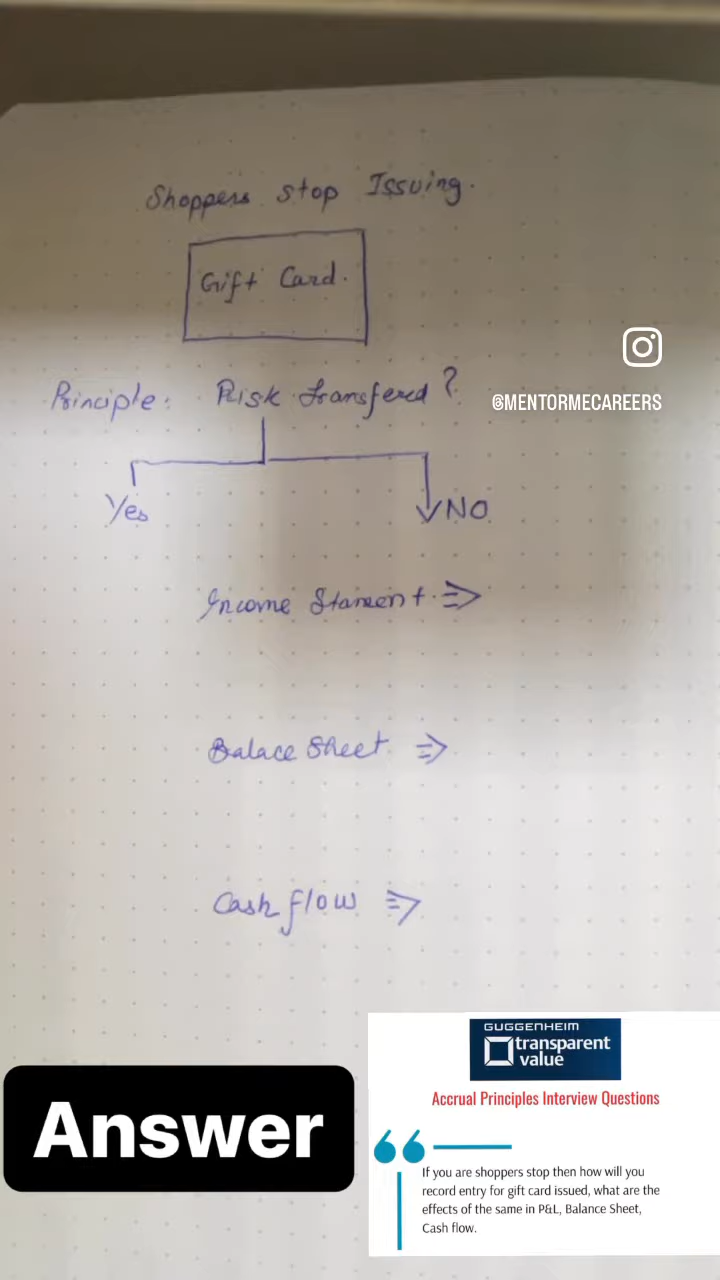 Shoppers Stop Issuing.
Gift Card.
Principle: Risk transfered?
@MENTORMECAREERS
Yes
NO
Income Stament.
Balace Sheet
Cash flow
GUGGENHEIM
transparent
value
Accrual Principles Interview Questions
Answer
If you are shoppers stop then how will you
record entry for gift card issued, what are the
effects of the same in P&L, Balance Sheet,
Cash flow.